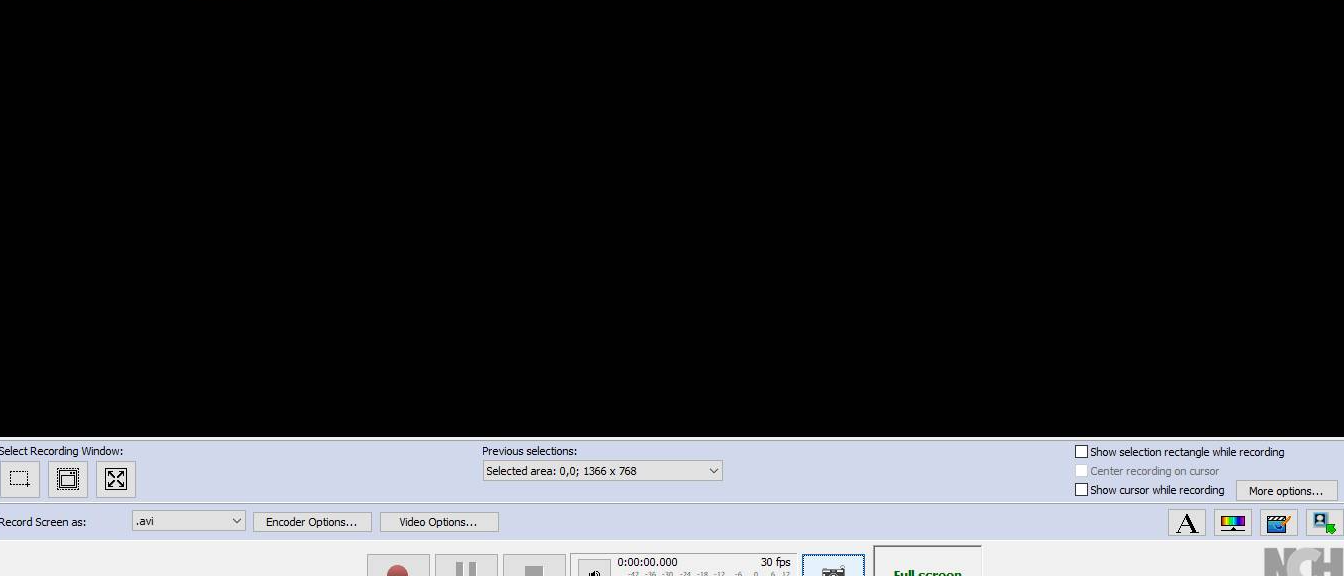 Select Recording Window:
Previous selections:
Selected area: 0,0; 1366 x 768
Show selection rectangle while recording
Center recording on cursor
Show cursor while recording
More options...
Record Screen as:
.avi
Encoder Options...
Video Options...
A
0:00:00.000
30 fps
-42 -36 -30 -24 -18 -12 -6 0 6 12
Full screen
NCH